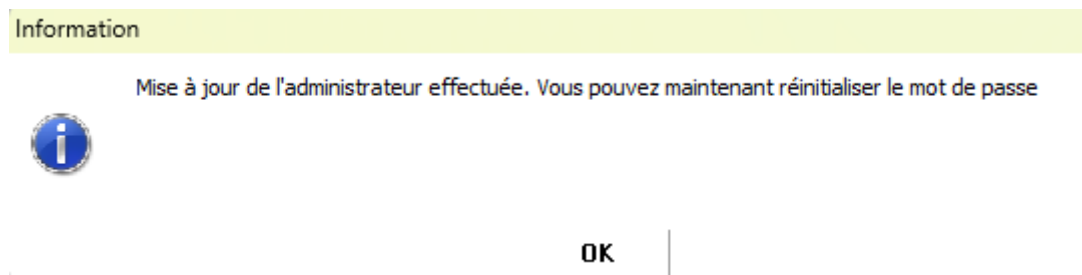 Information
Mise à jour de l'administrateur effectuée. Vous pouvez maintenant réinitialiser le mot de passe
OK